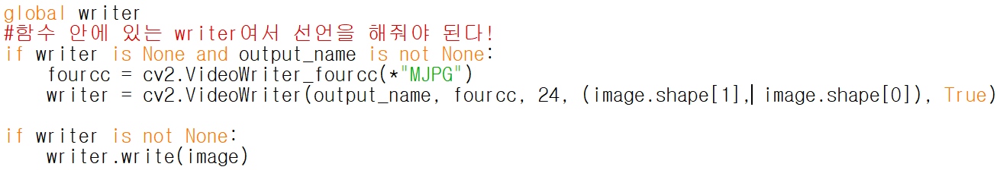 global writer
#함수 안에 있는 writer여서 선언을 해줘야 된다!
if writer is None and output_name is not None:
    fourcc = cv2.VideoWriter_fourcc(*"MJPG")
    writer = cv2.VideoWriter(output_name, fourcc, 24, (image.shape[1], image.shape[0]), True)

if writer is not None:
    writer.write(image)